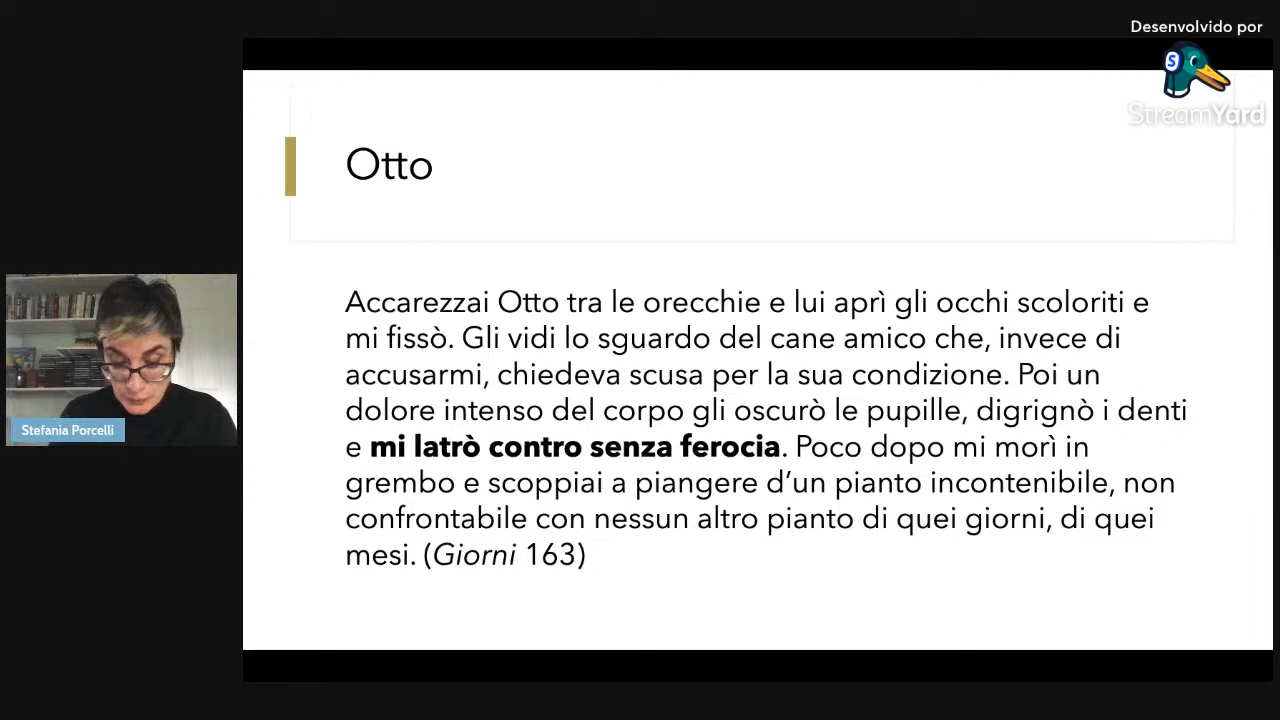 Desenvolvido por
S
StreamYard
Otto
Accarezzai Otto tra le orecchie e lui aprì gli occhi scoloriti e
mi fissò. Gli vidi lo sguardo del cane amico che, invece di
accusarmi, chiedeva scusa per la sua condizione. Poi un
dolore intenso del corpo gli oscurò le pupille, digrignò i denti
e mi latrò contro senza ferocia. Poco dopo mi morì in
grembo e scoppiai a piangere d’un pianto incontenibile, non
confrontabile con nessun altro pianto di quei giorni, di quei
mesi. (Giorni 163)
Stefania Porcelli